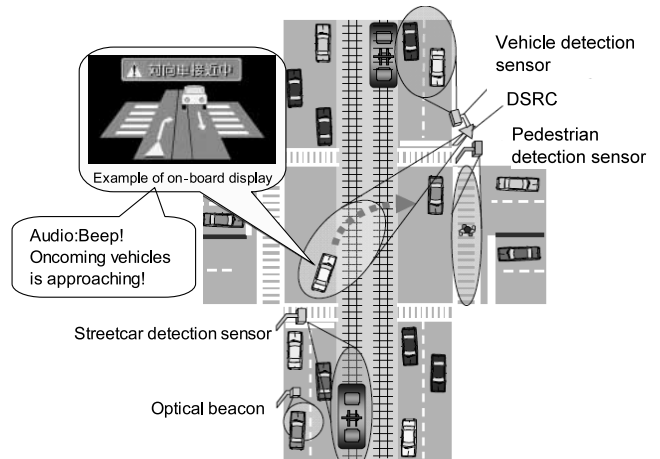 対向車接近中
Example of on-board display
Audio:Beep!
Oncoming vehicles
is approaching!
Vehicle detection
sensor
DSRC
Pedestrian
detection sensor
Streetcar detection sensor
Optical beacon